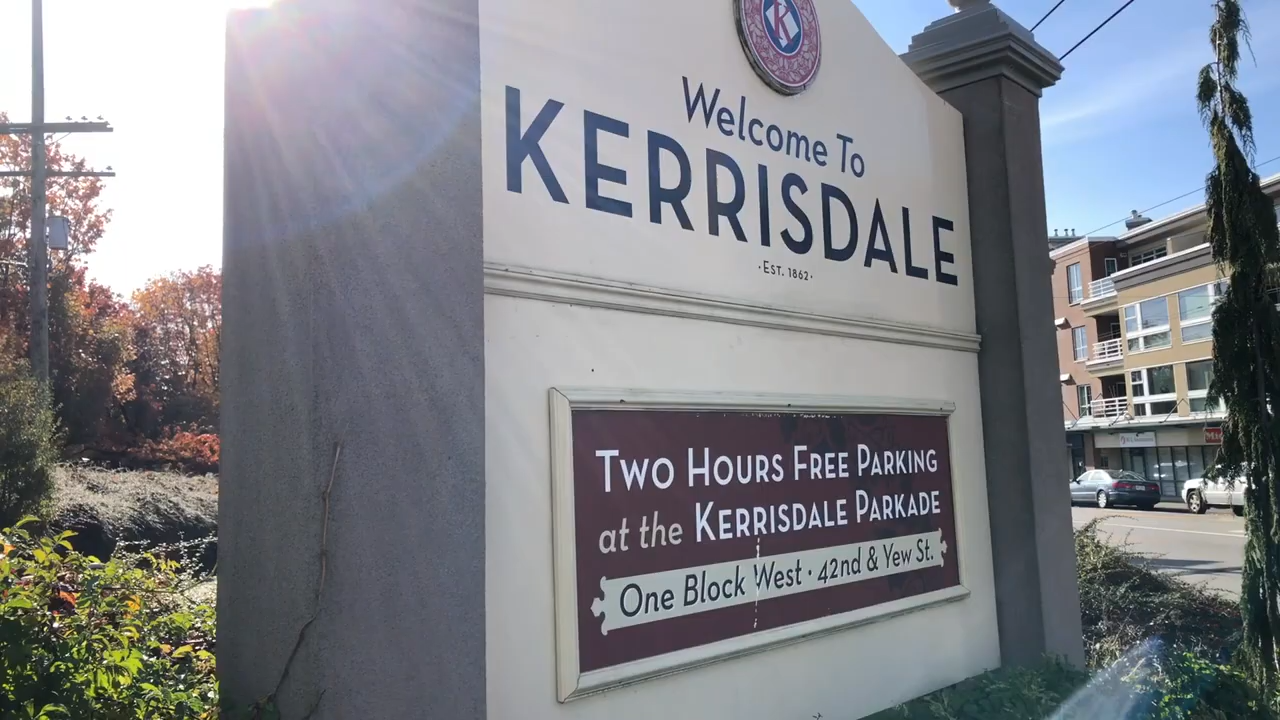 K
Welcome To
KERRISDALE
·EST. 1862·
TWO HOURS FREE PARKING
at the KERRISDALE PARKADE
One Block West · 42nd & Yew St.